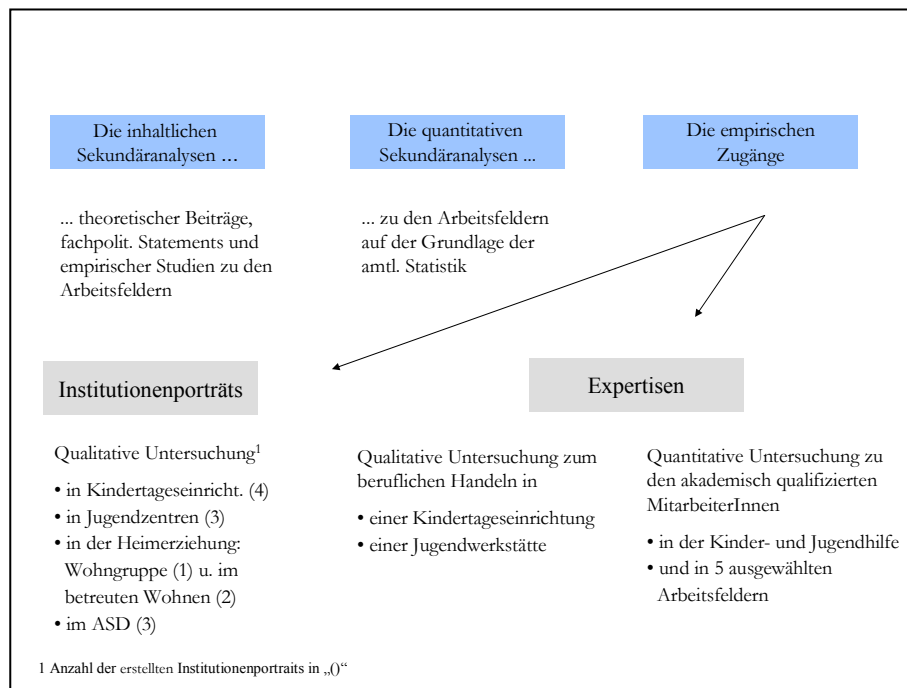 Die inhaltlichen
Sekundäranalysen …
Die quantitativen
Sekundäranalysen ...
Die empirischen
Zugänge
... theoretischer Beiträge,
fachpolit. Statements und
empirischer Studien zu den
Arbeitsfeldern
... zu den Arbeitsfeldern
auf der Grundlage der
amtl. Statistik
Institutionenporträts
Expertisen
Qualitative Untersuchung¹
• in Kindertageseinricht. (4)
• in Jugendzentren (3)
• in der Heimerziehung:
Wohngruppe (1) u. im
betreuten Wohnen (2)
• im ASD (3)
Qualitative Untersuchung zum
beruflichen Handeln in
• einer Kindertageseinrichtung
• einer Jugendwerkstätte
Quantitative Untersuchung zu
den akademisch qualifizierten
MitarbeiterInnen
• in der Kinder- und Jugendhilfe
• und in 5 ausgewählten
Arbeitsfeldern
1 Anzahl der erstellten Institutionenportraits in „()“